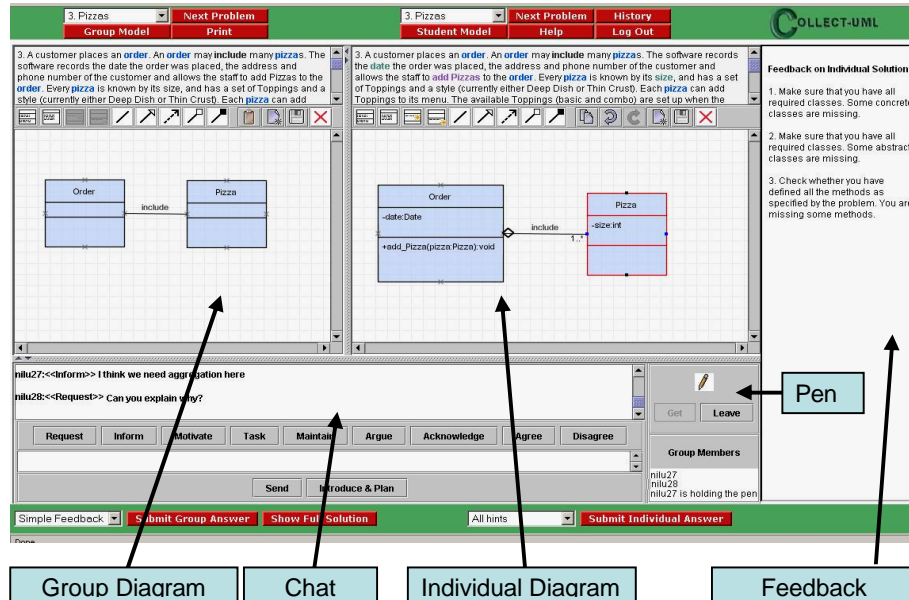 3. Pizzas
Next Problem
Group Model
Print
3. Pizzas
Next Problem
History
Student Model
Help
Log Out
COLLECT-UML
3. A customer places an order. An order may include many pizzas. The
software records the date the order was placed, the address and
phone number of the customer and allows the staff to add Pizzas to the
order. Every pizza is known by its size, and has a set of Toppings and a
style (currently either Deep Dish or Thin Crust). Each pizza can add
3. A customer places an order. An order may include many pizzas. The software records
the date the order was placed, the address and phone number of the customer and
allows the staff to add Pizzas to the order. Every pizza is known by its size, and has a set
of Toppings and a style (currently either Deep Dish or Thin Crust). Each pizza can add
Toppings to its menu. The available Toppings (basic and combo) are set up when the
Feedback on Individual Solution
1. Make sure that you have all
required classes. Some concrete
classes are missing.
2. Make sure that you have all
required classes. Some abstract
classes are missing.
3. Check whether you have
defined all the methods as
specified by the problem. You are
missing some methods.
Order
include
Pizza
Order
-date:Date
+add_Pizza(pizza:Pizza):void
include
1..*
Pizza
-size:int
nilu27:<<Inform>> I think we need aggregation here
nilu28:<<Request>> Can you explain why?
Request
Inform
Motivate
Task
Maintain
Argue
Acknowledge
Agree
Disagree
Send
Introduce & Plan
Get
Leave
Group Members
nilu27
nilu28
nilu27 is holding the pen
Pen
Simple Feedback
Submit Group Answer
Show Full Solution
All hints
Submit Individual Answer
Done
Group Diagram
Chat
Individual Diagram
Feedback